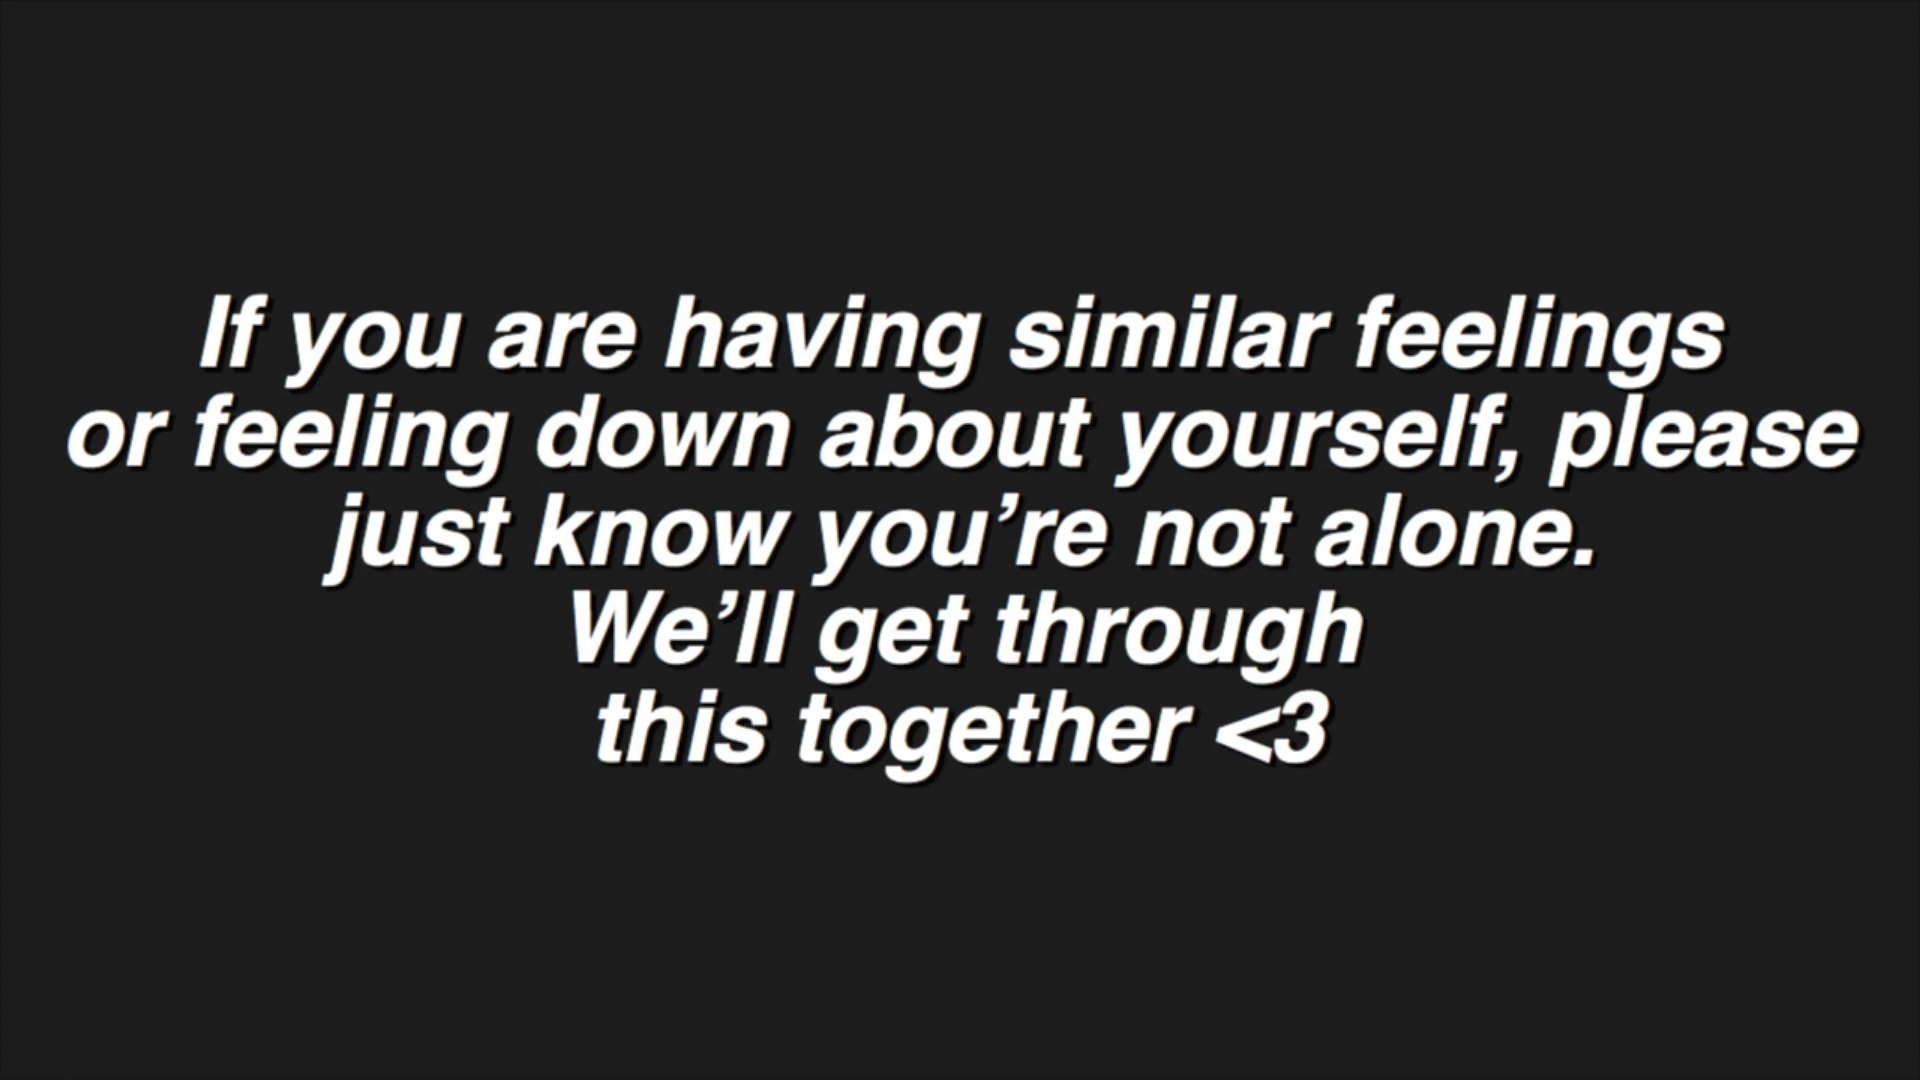 If you are having similar feelings
or feeling down about yourself, please
just know you’re not alone.
We’ll get through
this together <3